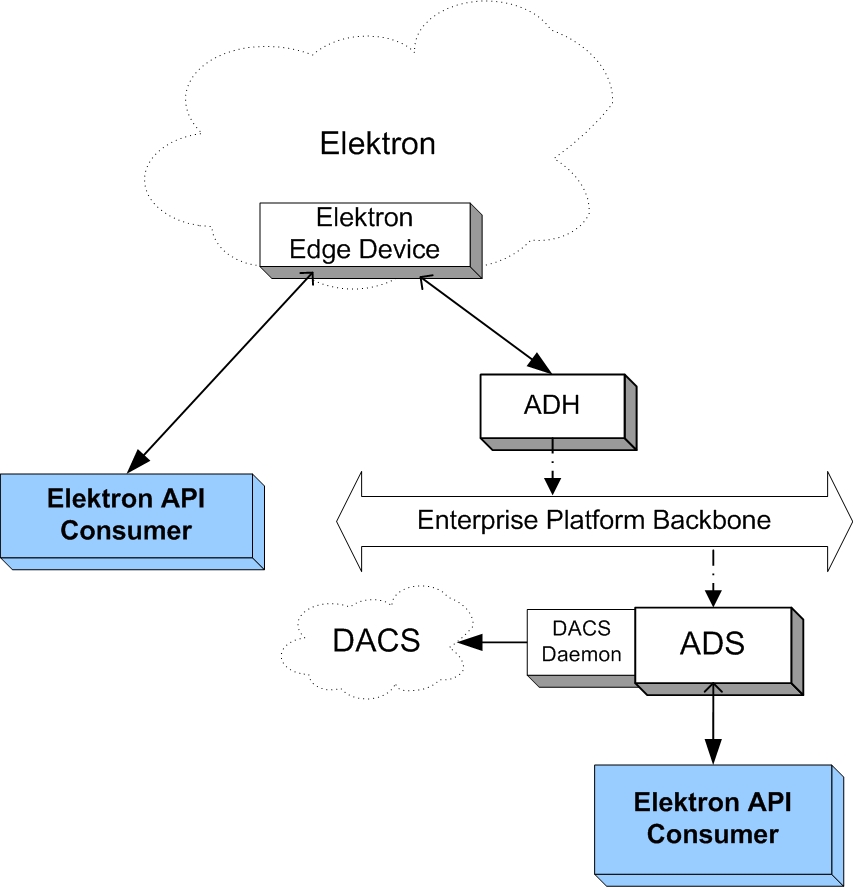 Elektron
Elektron
Edge Device
ADH
Elektron API
Consumer
Enterprise Platform Backbone
DACS
DACS
Daemon
ADS
Elektron API
Consumer